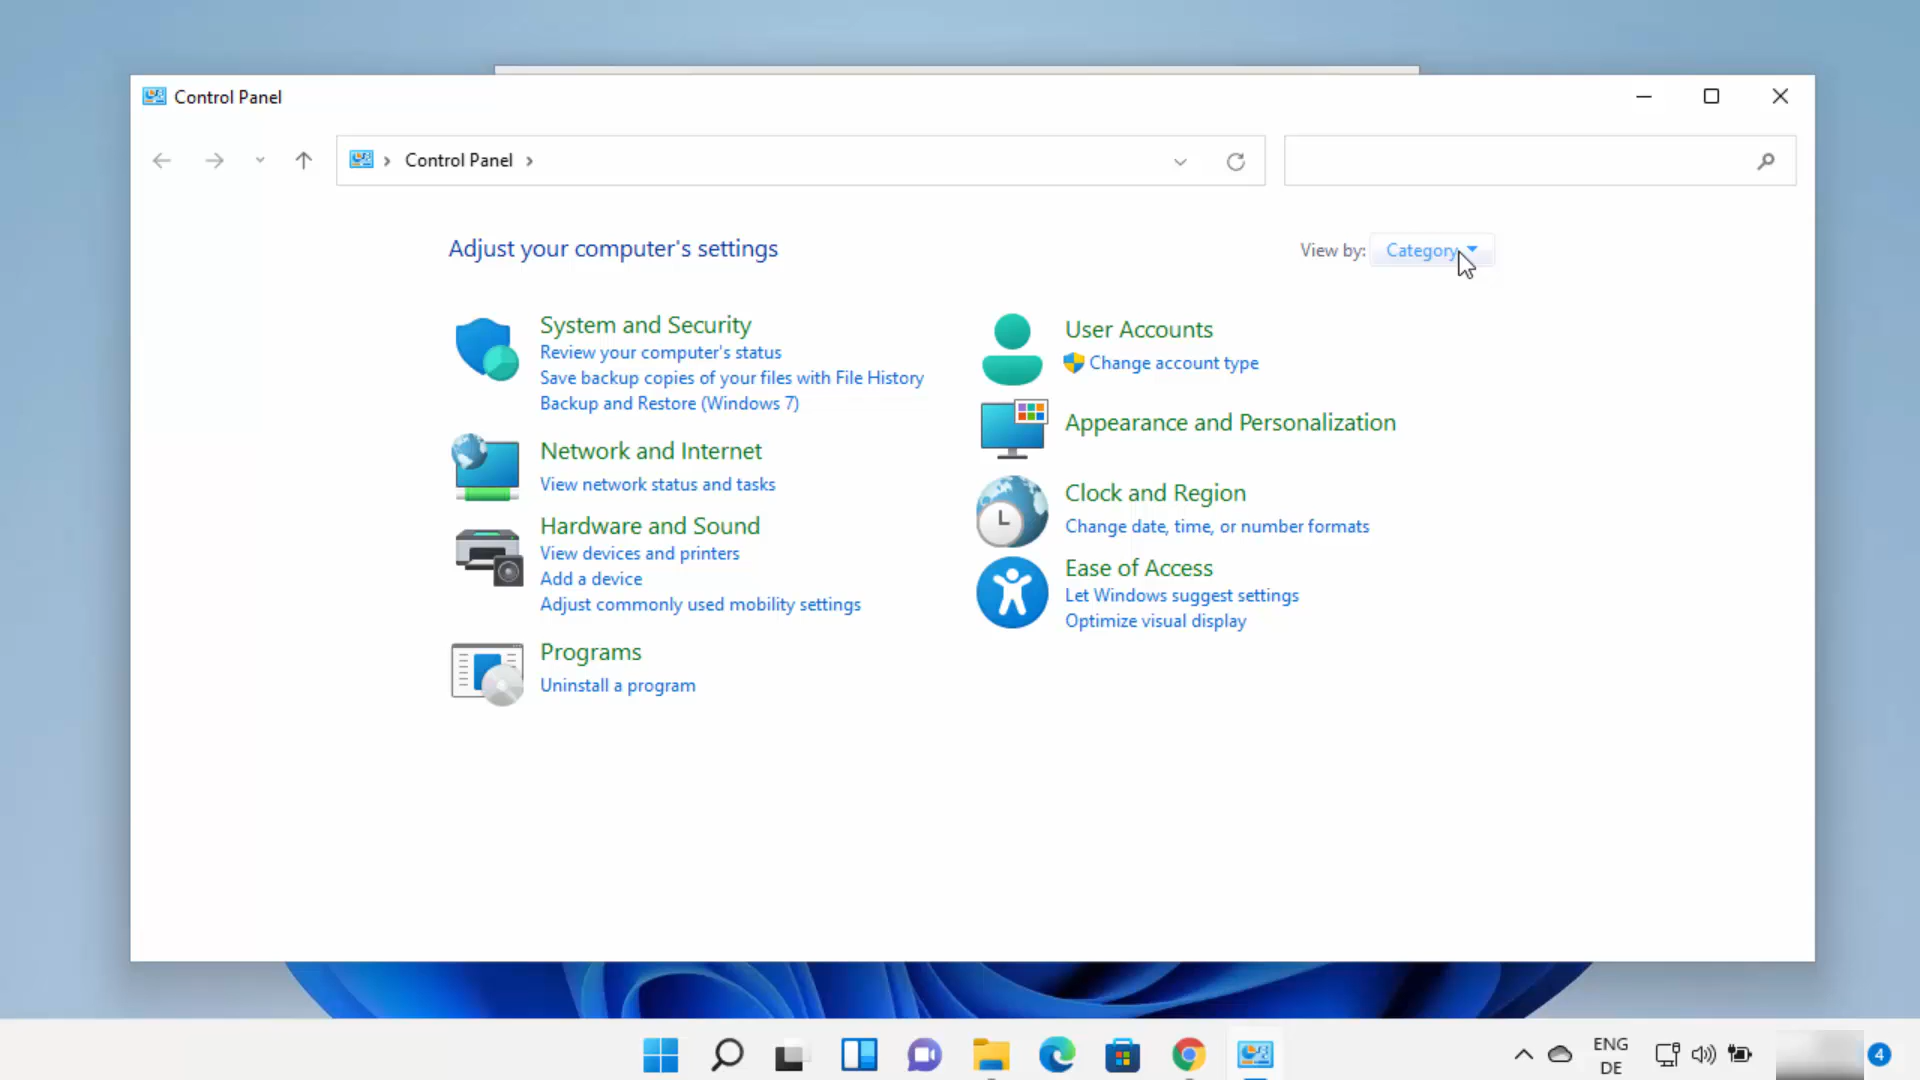 Control Panel
Control Panel
Adjust your computer's settings
View by: Category
System and Security
Review your computer's status
Save backup copies of your files with File History
Backup and Restore (Windows 7)
Network and Internet
View network status and tasks
Hardware and Sound
View devices and printers
Add a device
Adjust commonly used mobility settings
Programs
Uninstall a program
User Accounts
Change account type
Appearance and Personalization
Clock and Region
Change date, time, or number formats
Ease of Access
Let Windows suggest settings
Optimize visual display
ENG
DE
4